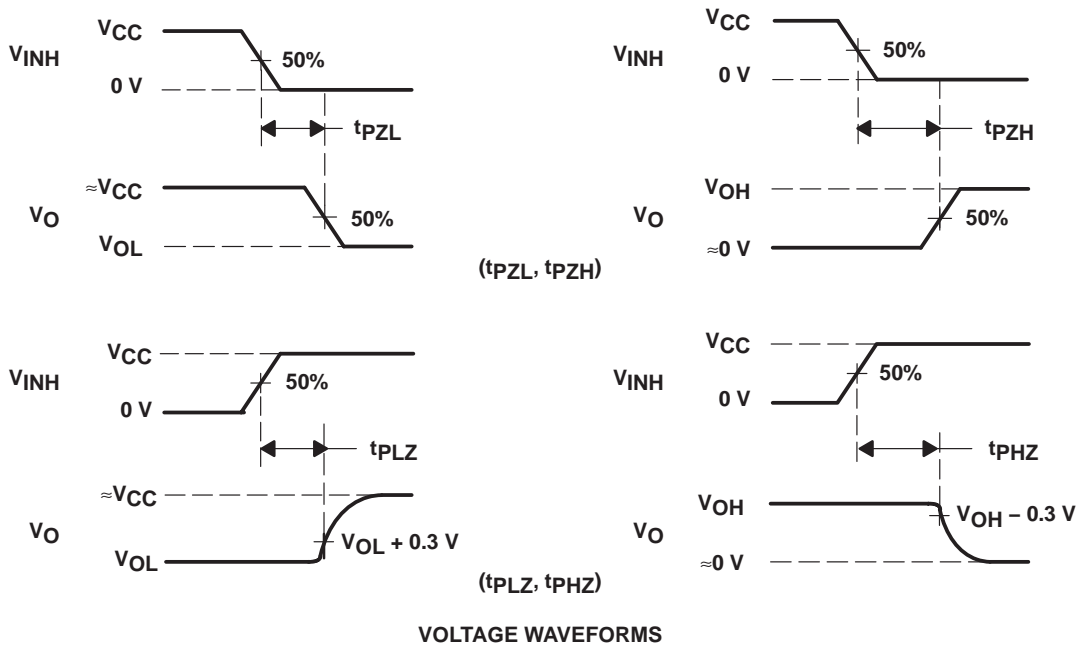 VCC
VINH
50%
0 V
tPZL
≈VCC
VO
50%
VOL
VCC
VINH
50%
0 V
tPZH
VOH
VO
50%
≈0 V
(tPZL, tPZH)
VCC
VINH
50%
0 V
tPLZ
≈VCC
VO
VOL + 0.3 V
VOL
VCC
VINH
50%
0 V
tPHZ
VOH
VOH – 0.3 V
VO
≈0 V
(tPLZ, tPHZ)
VOLTAGE WAVEFORMS